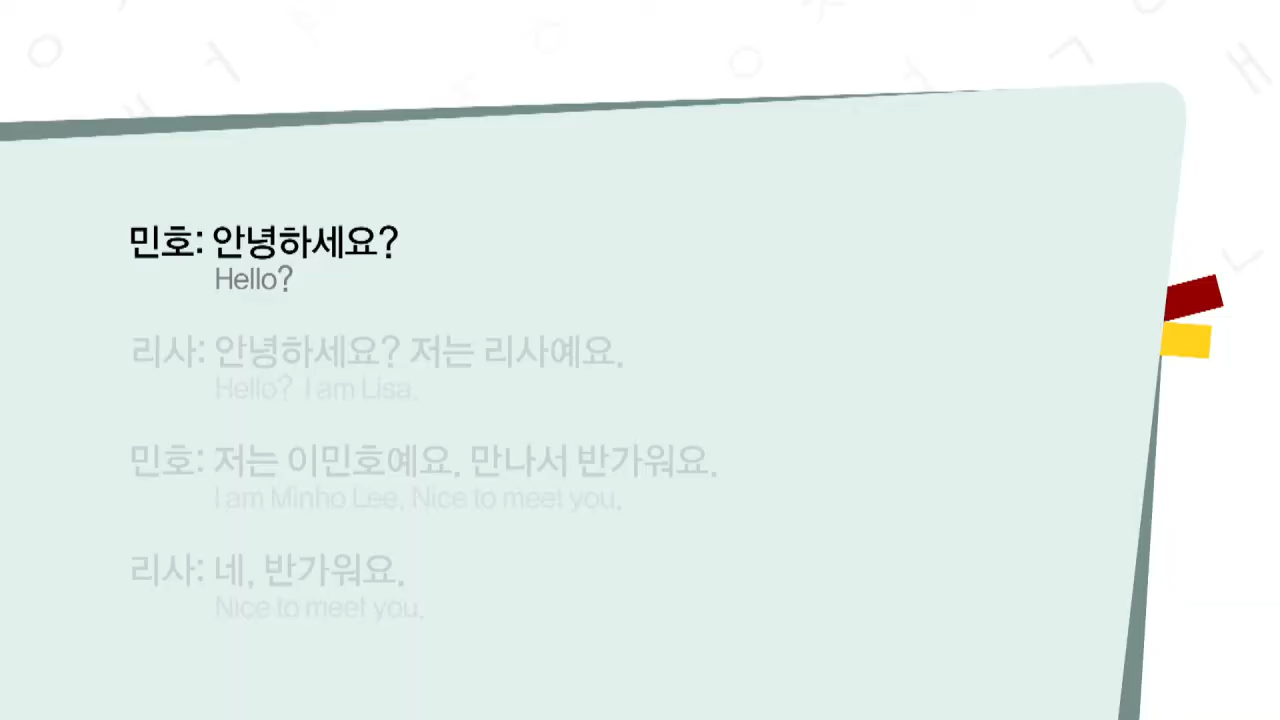 민호: 안녕하세요?
Hello?
리사: 안녕하세요? 저는 리사예요.
Hello? I am Lisa.
민호: 저는 이민호예요. 만나서 반가워요.
I am Minho Lee. Nice to meet you.
리사: 네, 반가워요.
Nice to meet you.